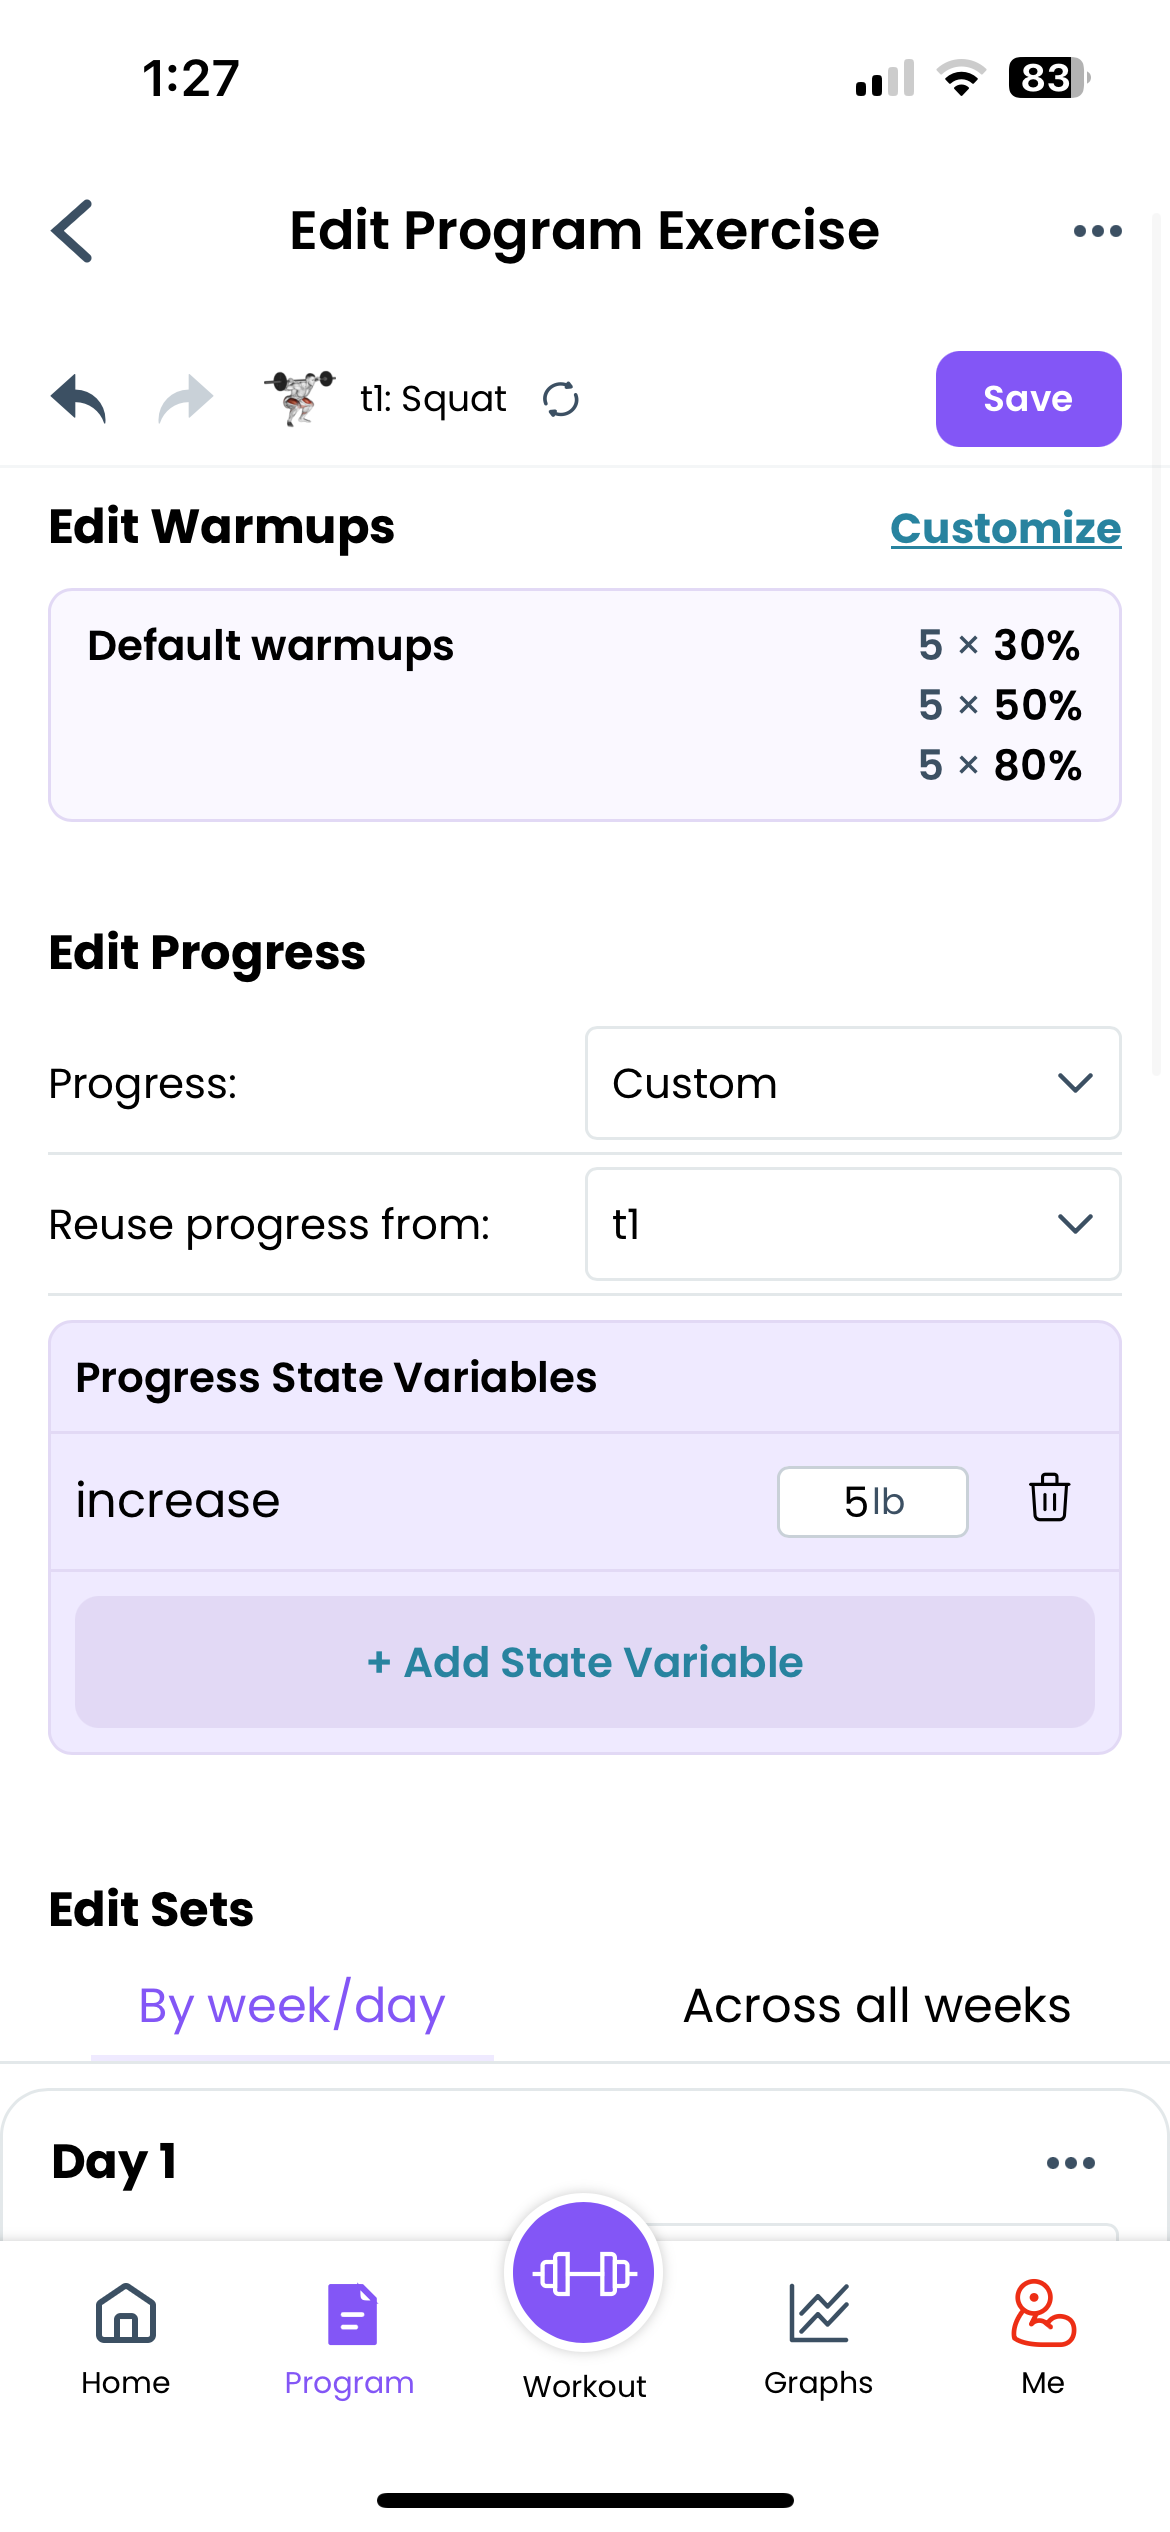 1:27
83
Edit Program Exercise
t1: Squat
Save
Edit Warmups
Customize
Default warmups
5 × 30%
5 × 50%
5 × 80%
Edit Progress
Progress:
Custom
Reuse progress from:
t1
Progress State Variables
increase
5lb
+ Add State Variable
Edit Sets
By week/day
Across all weeks
Day 1
Home
Program
Workout
Graphs
Me